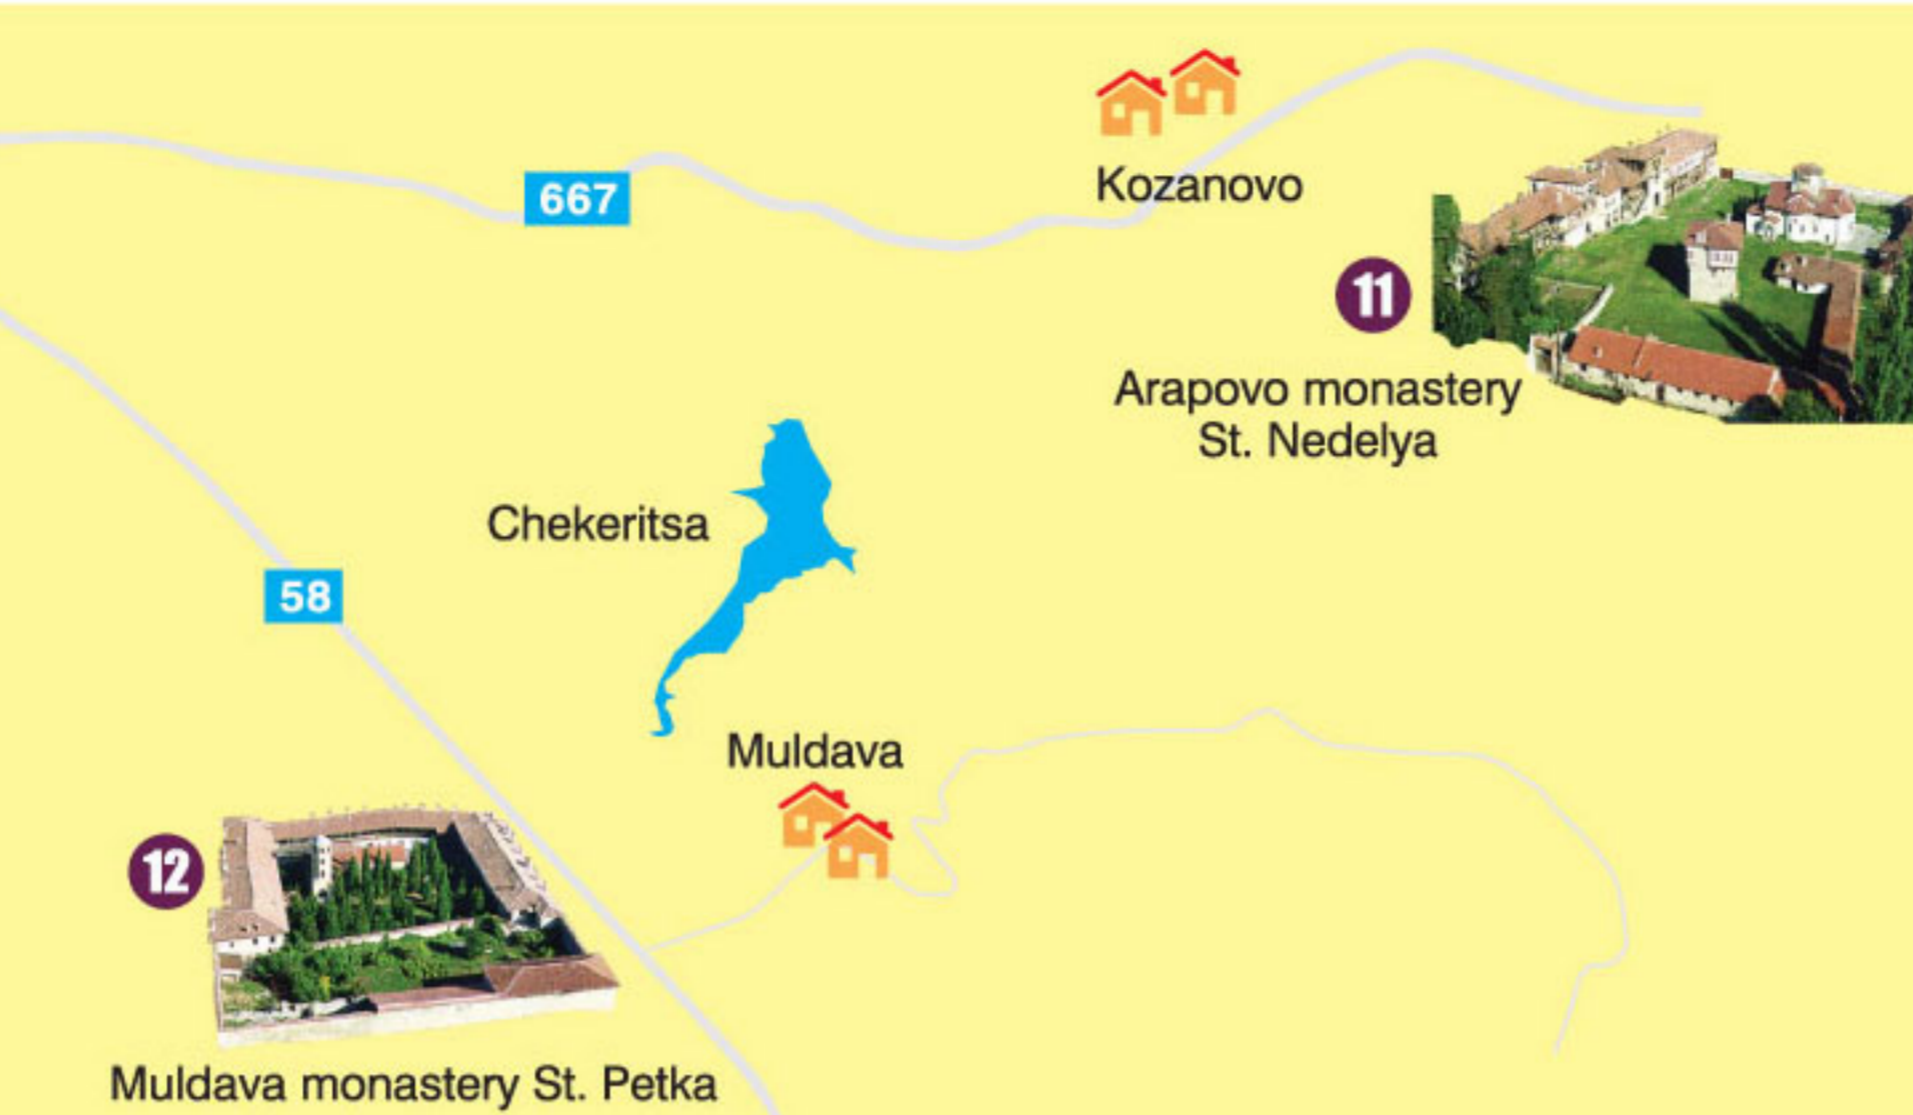 667
Kozanovo
11
Arapovo monastery
St. Nedelya
Chekeritsa
58
Muldava
12
Muldava monastery St. Petka